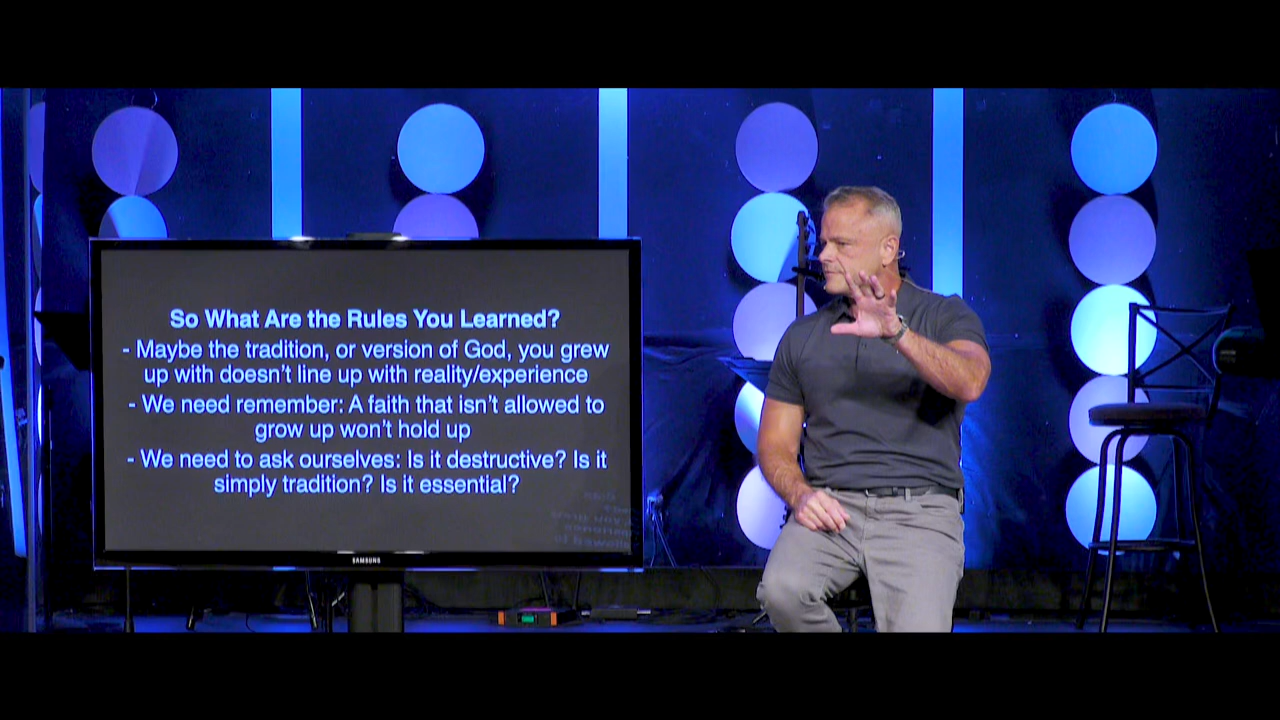 So What Are the Rules You Learned?
- Maybe the tradition, or version of God, you grew
up with doesn't line up with reality/experience
- We need remember: A faith that isn't allowed to
grow up won't hold up
- We need to ask ourselves: Is it destructive? Is it
simply tradition? Is it essential?
SAMSUNG